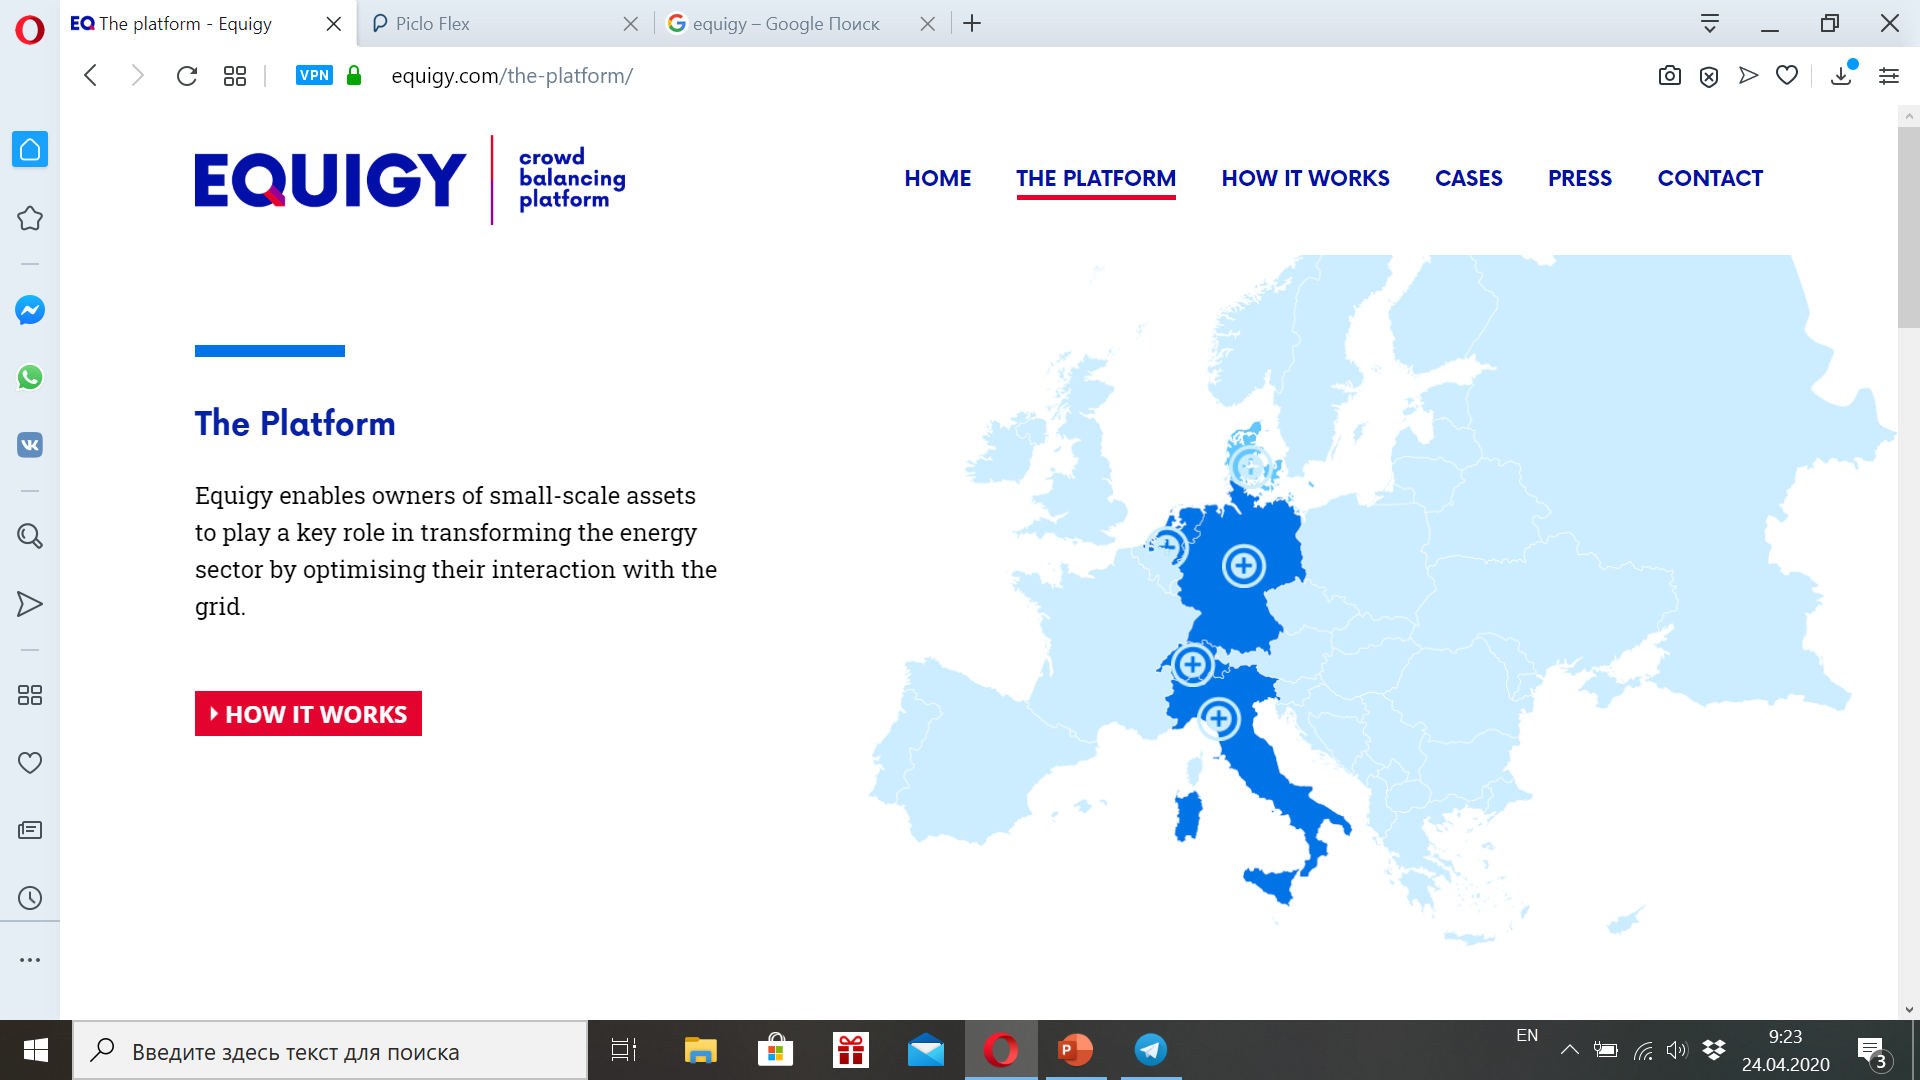 EQ The platform - Equigy
Piclo Flex
equigy – Google Поиск
VPN
equigy.com/the-platform/
EQUIGY
crowd
balancing
platform
HOME THE PLATFORM HOW IT WORKS CASES PRESS CONTACT
The Platform
Equigy enables owners of small-scale assets
to play a key role in transforming the energy
sector by optimising their interaction with the
grid.
HOW IT WORKS
Введите здесь текст для поиска
P
EN
9:23
24.04.2020
3